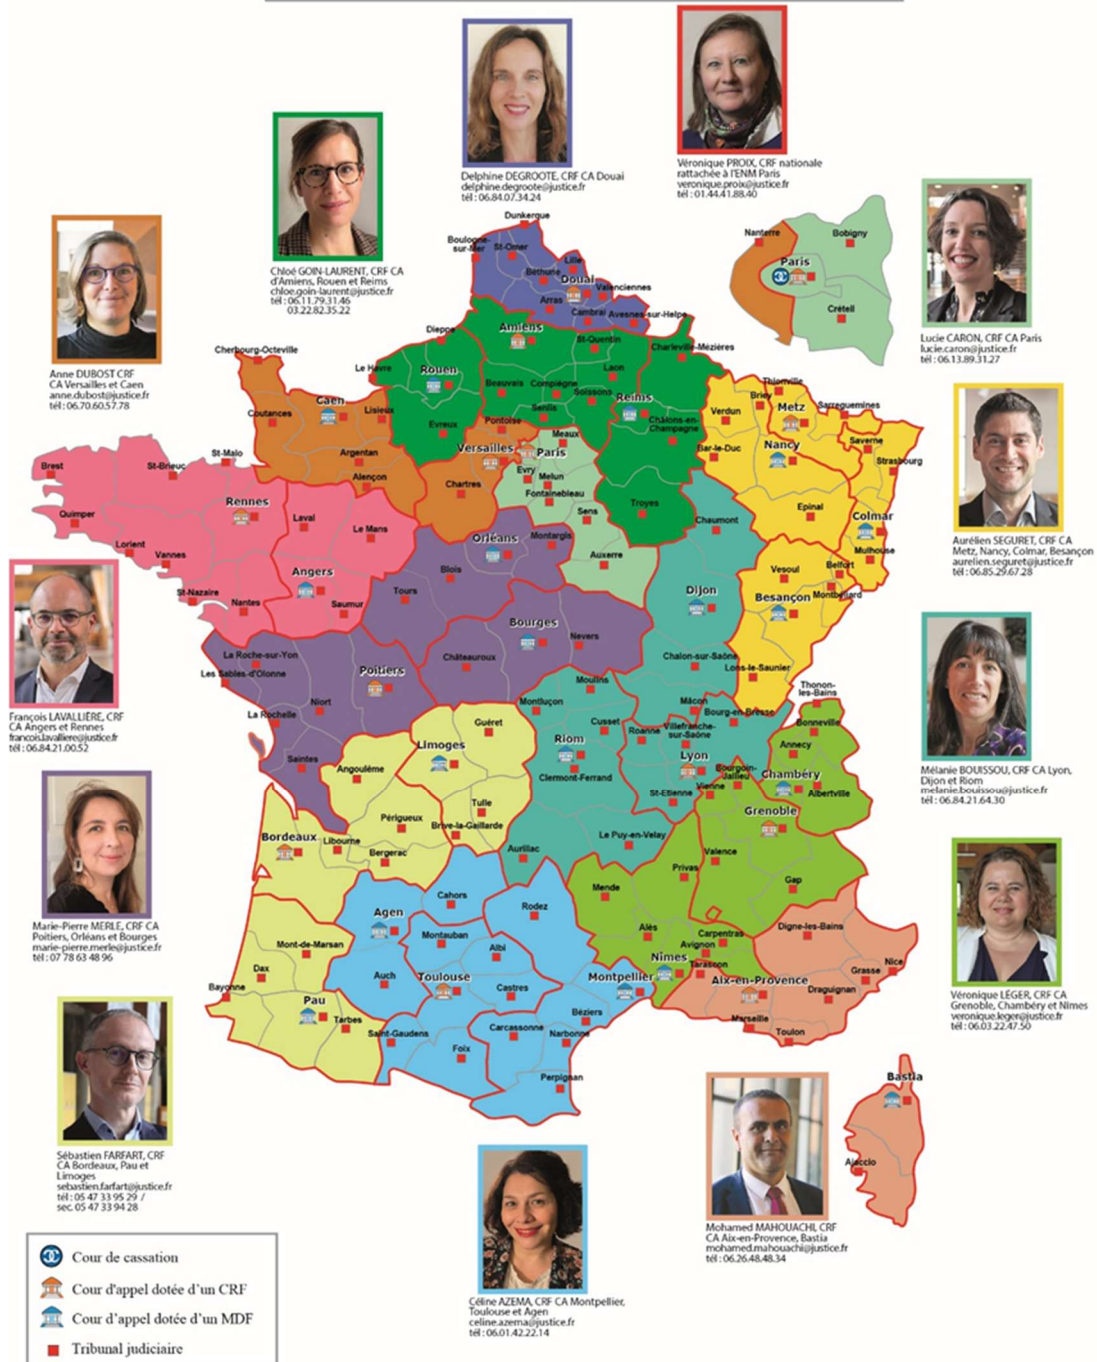 Delphine DEGROOTE, CRF CA Douai
delphine.degroote@justice.fr
tél : 06.84.07.34.24
Véronique PROIX, CRF nationale
rattachée à l'ENM Paris
veronique.proix@justice.fr
tél : 01.44.41.88.40
Chloé GOIN-LAURENT, CRF CA
d'Amiens, Rouen et Reims
chloe.goin-laurent@justice.fr
tél : 06.11.79.31.46
03.22.82.35.22
Anne DUBOST CRF
CA Versailles et Caen
anne.dubost@justice.fr
tél : 06.70.60.57.78
Lucie CARON, CRF CA Paris
lucie.caron@justice.fr
tél : 06.13.89.31.27
Aurélien SEGURET, CRF CA
Metz, Nancy, Colmar, Besançon
aurelien.seguret@justice.fr
tél : 06.85.29.67.28
François LAVALLIÈRE, CRF
CA Angers et Rennes
francois.lavalliere@justice.fr
tél : 06.84.21.00.52
Mélanie BOUISSOU, CRF CA Lyon,
Dijon et Riom
melanie.bouissou@justice.fr
tél : 06.84.21.64.30
Marie-Pierre MERLE, CRF CA
Poitiers, Orléans et Bourges
marie-pierre.merle@justice.fr
tél : 07 78 63 48 96
Véronique LÉGER, CRF CA
Grenoble, Chambéry et Nîmes
veronique.leger@justice.fr
tél : 06.03.22.47.50
Sébastien FARFART, CRF
CA Bordeaux, Pau et
Limoges
sebastien.farfart@justice.fr
tél : 05 47 33 95 29 /
sec. 05 47 33 94 28
Céline AZEMA, CRF CA Montpellier,
Toulouse et Agen
celine.azema@justice.fr
tél : 06.01.42.22.14
Mohamed MAHOUACHI, CRF
CA Aix-en-Provence, Bastia
mohamed.mahouachi@justice.fr
tél : 06.26.48.48.34
Nanterre
Bobigny
Paris
Créteil
Dunkerque
Boulogne-
sur-Mer
St-Omer
Lille
Béthune
Douai
Valenciennes
Arras
Cambrai
Avesnes-sur-Helpe
Dieppe
Amiens
St-Quentin
Charleville-Mézières
Cherbourg-Octeville
Le Havre
Rouen
Laon
Beauvais
Compiègne
Soissons
Senlis
Reims
Thionville
Briey
Metz
Sarreguemines
Coutances
Caen
Lisieux
Evreux
Pontoise
Meaux
Châlons-en-
Champagne
Verdun
Bar-le-Duc
Nancy
Saverne
Strasbourg
Versailles
Paris
Argentan
Alençon
Chartres
Evry
Melun
Fontainebleau
Sens
Troyes
Chaumont
Epinal
Colmar
Mulhouse
Brest
St-Brieuc
St-Malo
Quimper
Rennes
Laval
Le Mans
Lorient
Vannes
Angers
St-Nazaire
Nantes
Saumur
Orléans
Montargis
Blois
Tours
Auxerre
Vesoul
Belfort
Montbéliard
Dijon
Besançon
Bourges
Nevers
Châteauroux
Chalon-sur-Saône
Lons-le-Saunier
La Roche-sur-Yon
Les Sables-d'Olonne
Poitiers
Niort
La Rochelle
Saintes
Moulins
Montluçon
Mâcon
Bourg-en-Bresse
Thonon-
les-Bains
Bonneville
Annecy
Guéret
Limoges
Cusset
Roanne
Villefranche-
sur-Saône
Riom
Clermont-Ferrand
Lyon
Bourgoin-
Jallieu
Vienne
Chambéry
Albertville
St-Etienne
Angoulême
Tulle
Périgueux
Brive-la-Gaillarde
Grenoble
Le Puy-en-Velay
Bordeaux
Libourne
Bergerac
Aurillac
Valence
Privas
Gap
Mende
Cahors
Rodez
Agen
Montauban
Albi
Alès
Carpentras
Avignon
Digne-les-Bains
Mont-de-Marsan
Dax
Auch
Toulouse
Castres
Nîmes
Tarascon
Montpellier
Aix-en-Provence
Grasse
Nice
Draguignan
Bayonne
Pau
Tarbes
Saint-Gaudens
Foix
Carcassonne
Béziers
Narbonne
Marseille
Toulon
Perpignan
Bastia
Ajaccio
Cour de cassation
Cour d'appel dotée d'un CRF
Cour d'appel dotée d'un MDF
Tribunal judiciaire